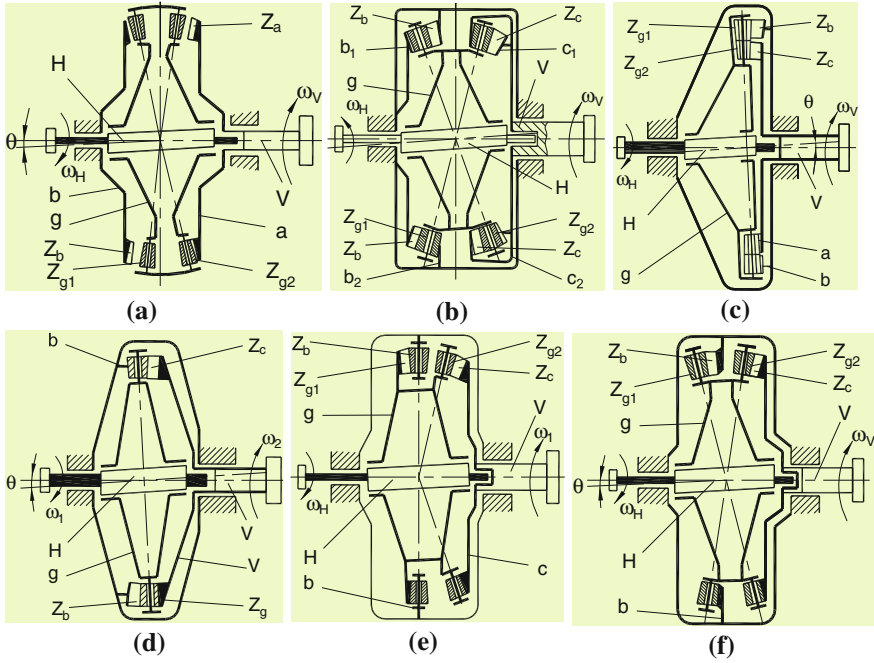 Z_a
H
ω_V
θ
ω_H
b
g
V
a
Z_b
Z_g1
Z_g2
(a)
Z_b
Z_c
b_1
c_1
g
V
ω_H
ω_V
H
Z_g1
Z_g2
Z_b
Z_c
b_2
c_2
(b)
Z_g1
Z_b
Z_g2
Z_c
θ
ω_V
ω_H
V
H
a
g
b
(c)
b
Z_c
ω_2
θ
ω_1
H
V
g
V
Z_b
Z_g
(d)
Z_b
Z_g2
Z_g1
Z_c
g
V
ω_1
ω_H
H
b
c
(e)
Z_b
Z_g2
Z_g1
Z_c
g
V
ω_V
θ
ω_H
H
b
(f)